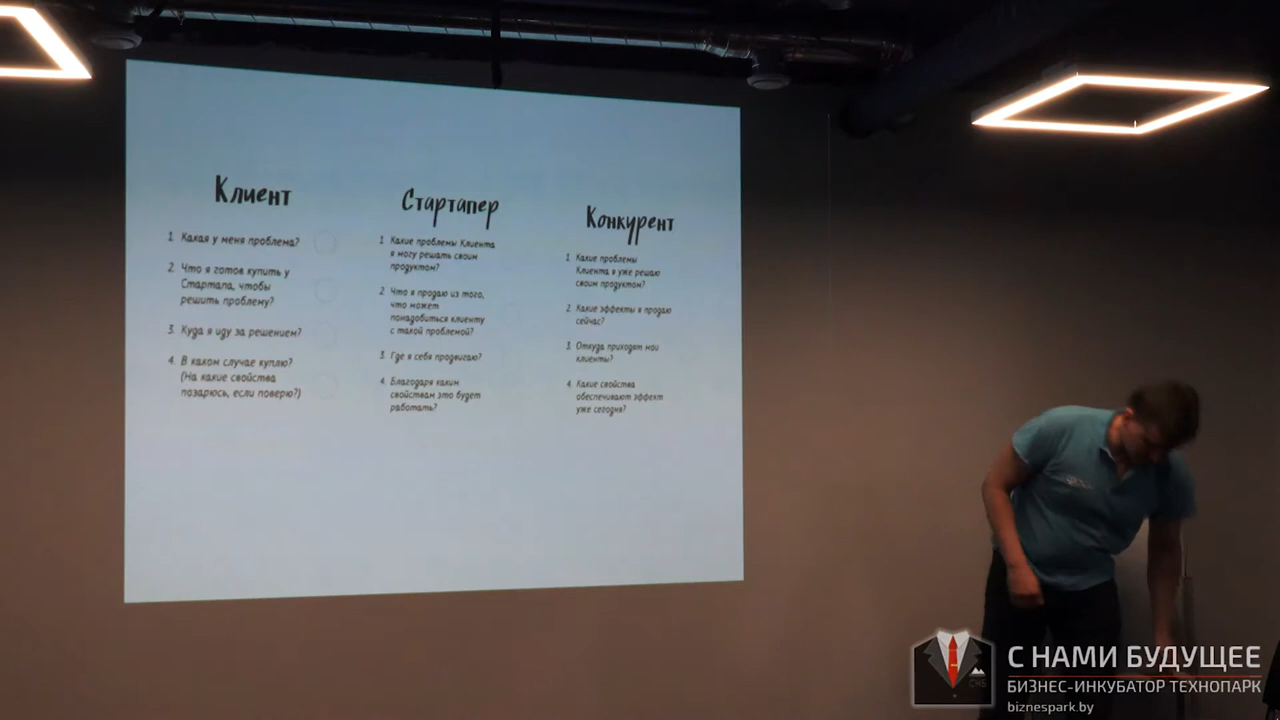 Клиент
1. Какая у меня проблема?
2. Что я готов купить у
Стартапа, чтобы
решить проблему?
3. Куда я иду за решением?
4. В каком случае куплю?
(На какие свойства
позарюсь, если поверю?)
Стартапер
1. Какие проблемы Клиента
я могу решать своим
продуктом?
2. Что я продаю из того,
что может
понадобиться клиенту
с такой проблемой?
3. Где я себя продвигаю?
4. Благодаря каким
свойствам это будет
работать?
Конкурент
1. Какие проблемы
Клиента я уже решаю
своим продуктом?
2. Какие эффекты я продаю
сейчас?
3. Откуда приходят мои
клиенты?
4. Какие свойства
обеспечивают эффект
уже сегодня?
С НАМИ БУДУЩЕЕ
БИЗНЕС-ИНКУБАТОР ТЕХНОПАРК
biznespark.by